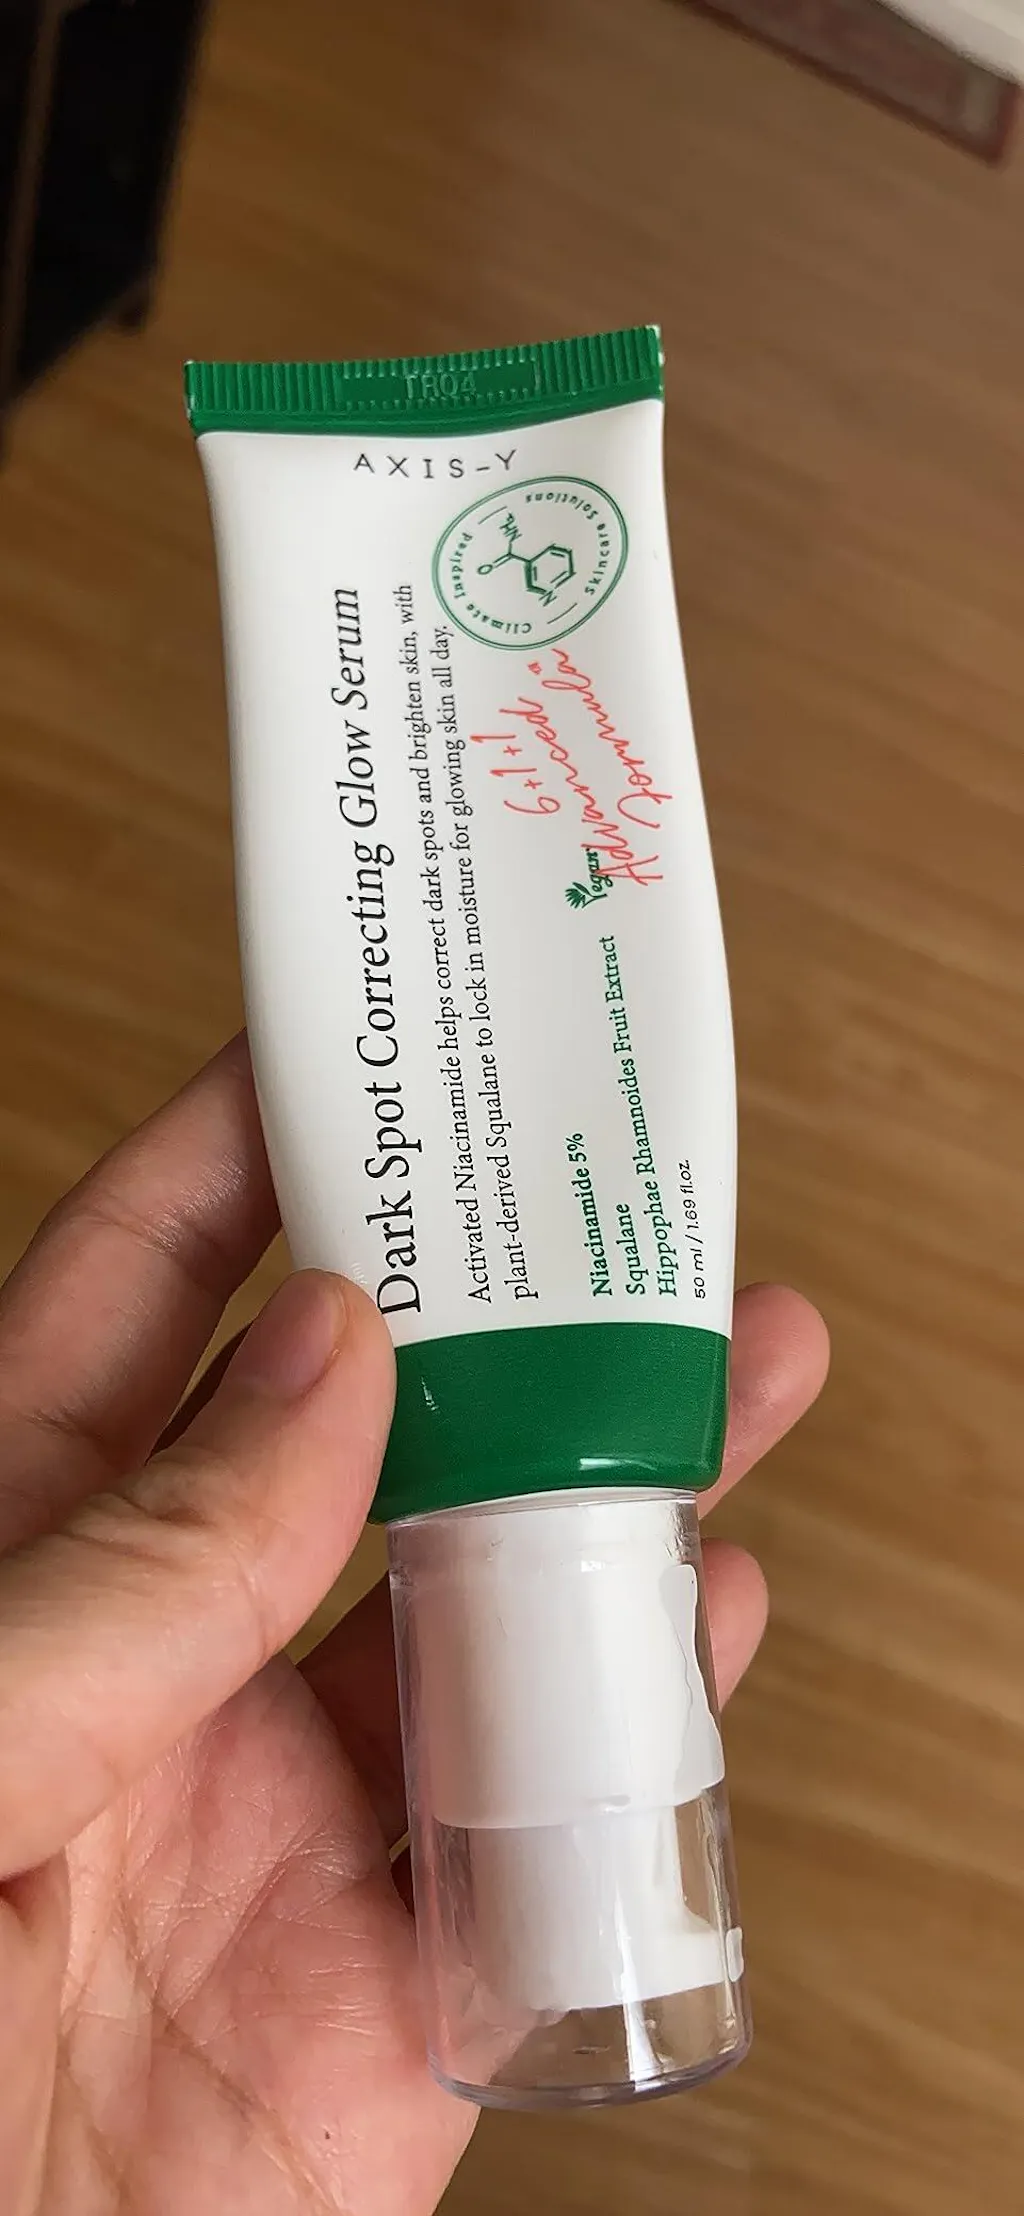 TRQ4
AXIS-Y
Dark Spot Correcting Glow Serum
Activated Niacinamide helps correct dark spots and brighten skin, with
plant-derived Squalane to lock in moisture for glowing skin all day.
Climate Inspired
Skincare Solutions
NH₂
O
N
6+1+1
Advanced
Formula
Vegan
Niacinamide 5%
Squalane
Hippophae Rhamnoides Fruit Extract
50 ml / 1.69 fl.oz.